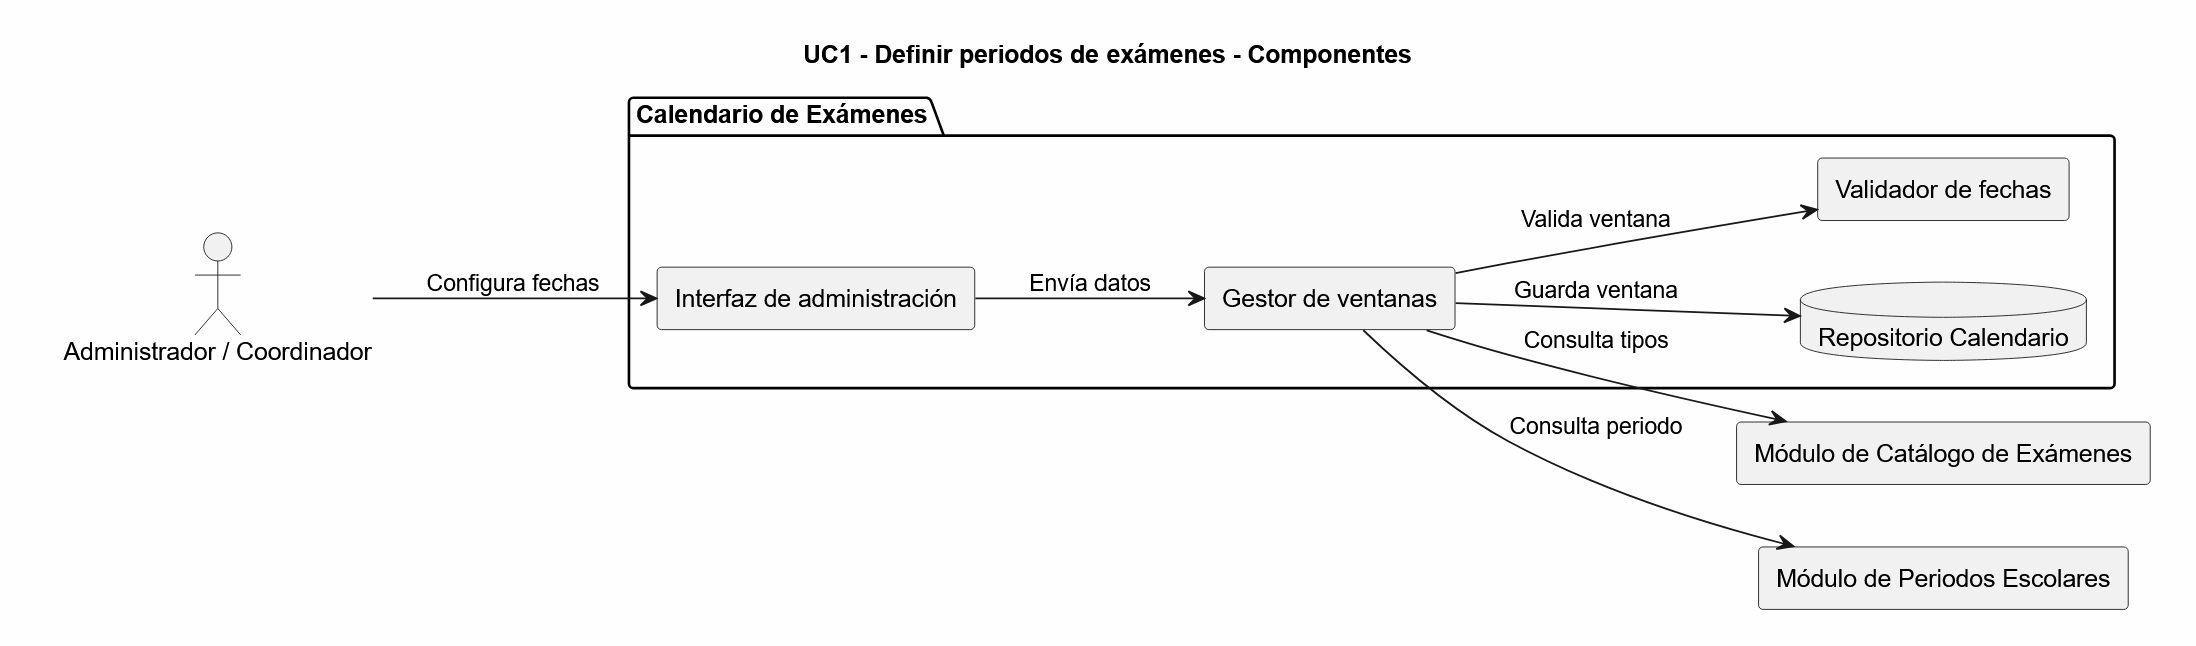 UC1 - Definir periodos de exámenes - Componentes
Calendario de Exámenes
Validador de fechas
Valida ventana
Configura fechas
Envía datos
Guarda ventana
Interfaz de administración
Gestor de ventanas
Repositorio Calendario
Consulta tipos
Administrador / Coordinador
Consulta periodo
Módulo de Catálogo de Exámenes
Módulo de Periodos Escolares